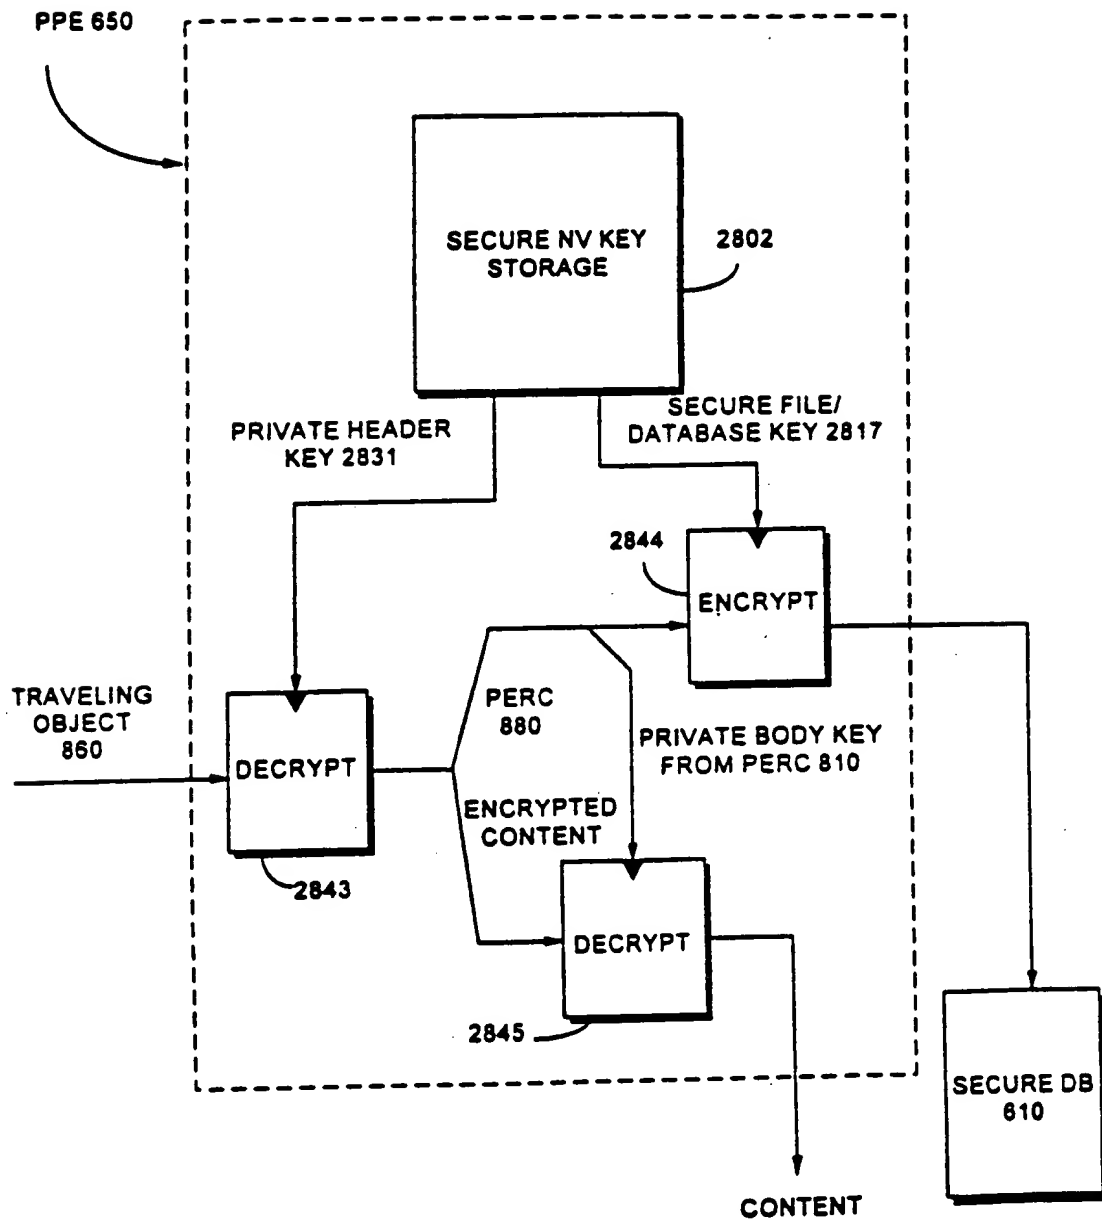 PPE 650
SECURE NV KEY
STORAGE
2802
PRIVATE HEADER
KEY 2831
SECURE FILE/
DATABASE KEY 2817
2844
ENCRYPT
TRAVELING
OBJECT
860
DECRYPT
2843
PERC
880
PRIVATE BODY KEY
FROM PERC 810
ENCRYPTED
CONTENT
DECRYPT
2845
SECURE DB
610
CONTENT